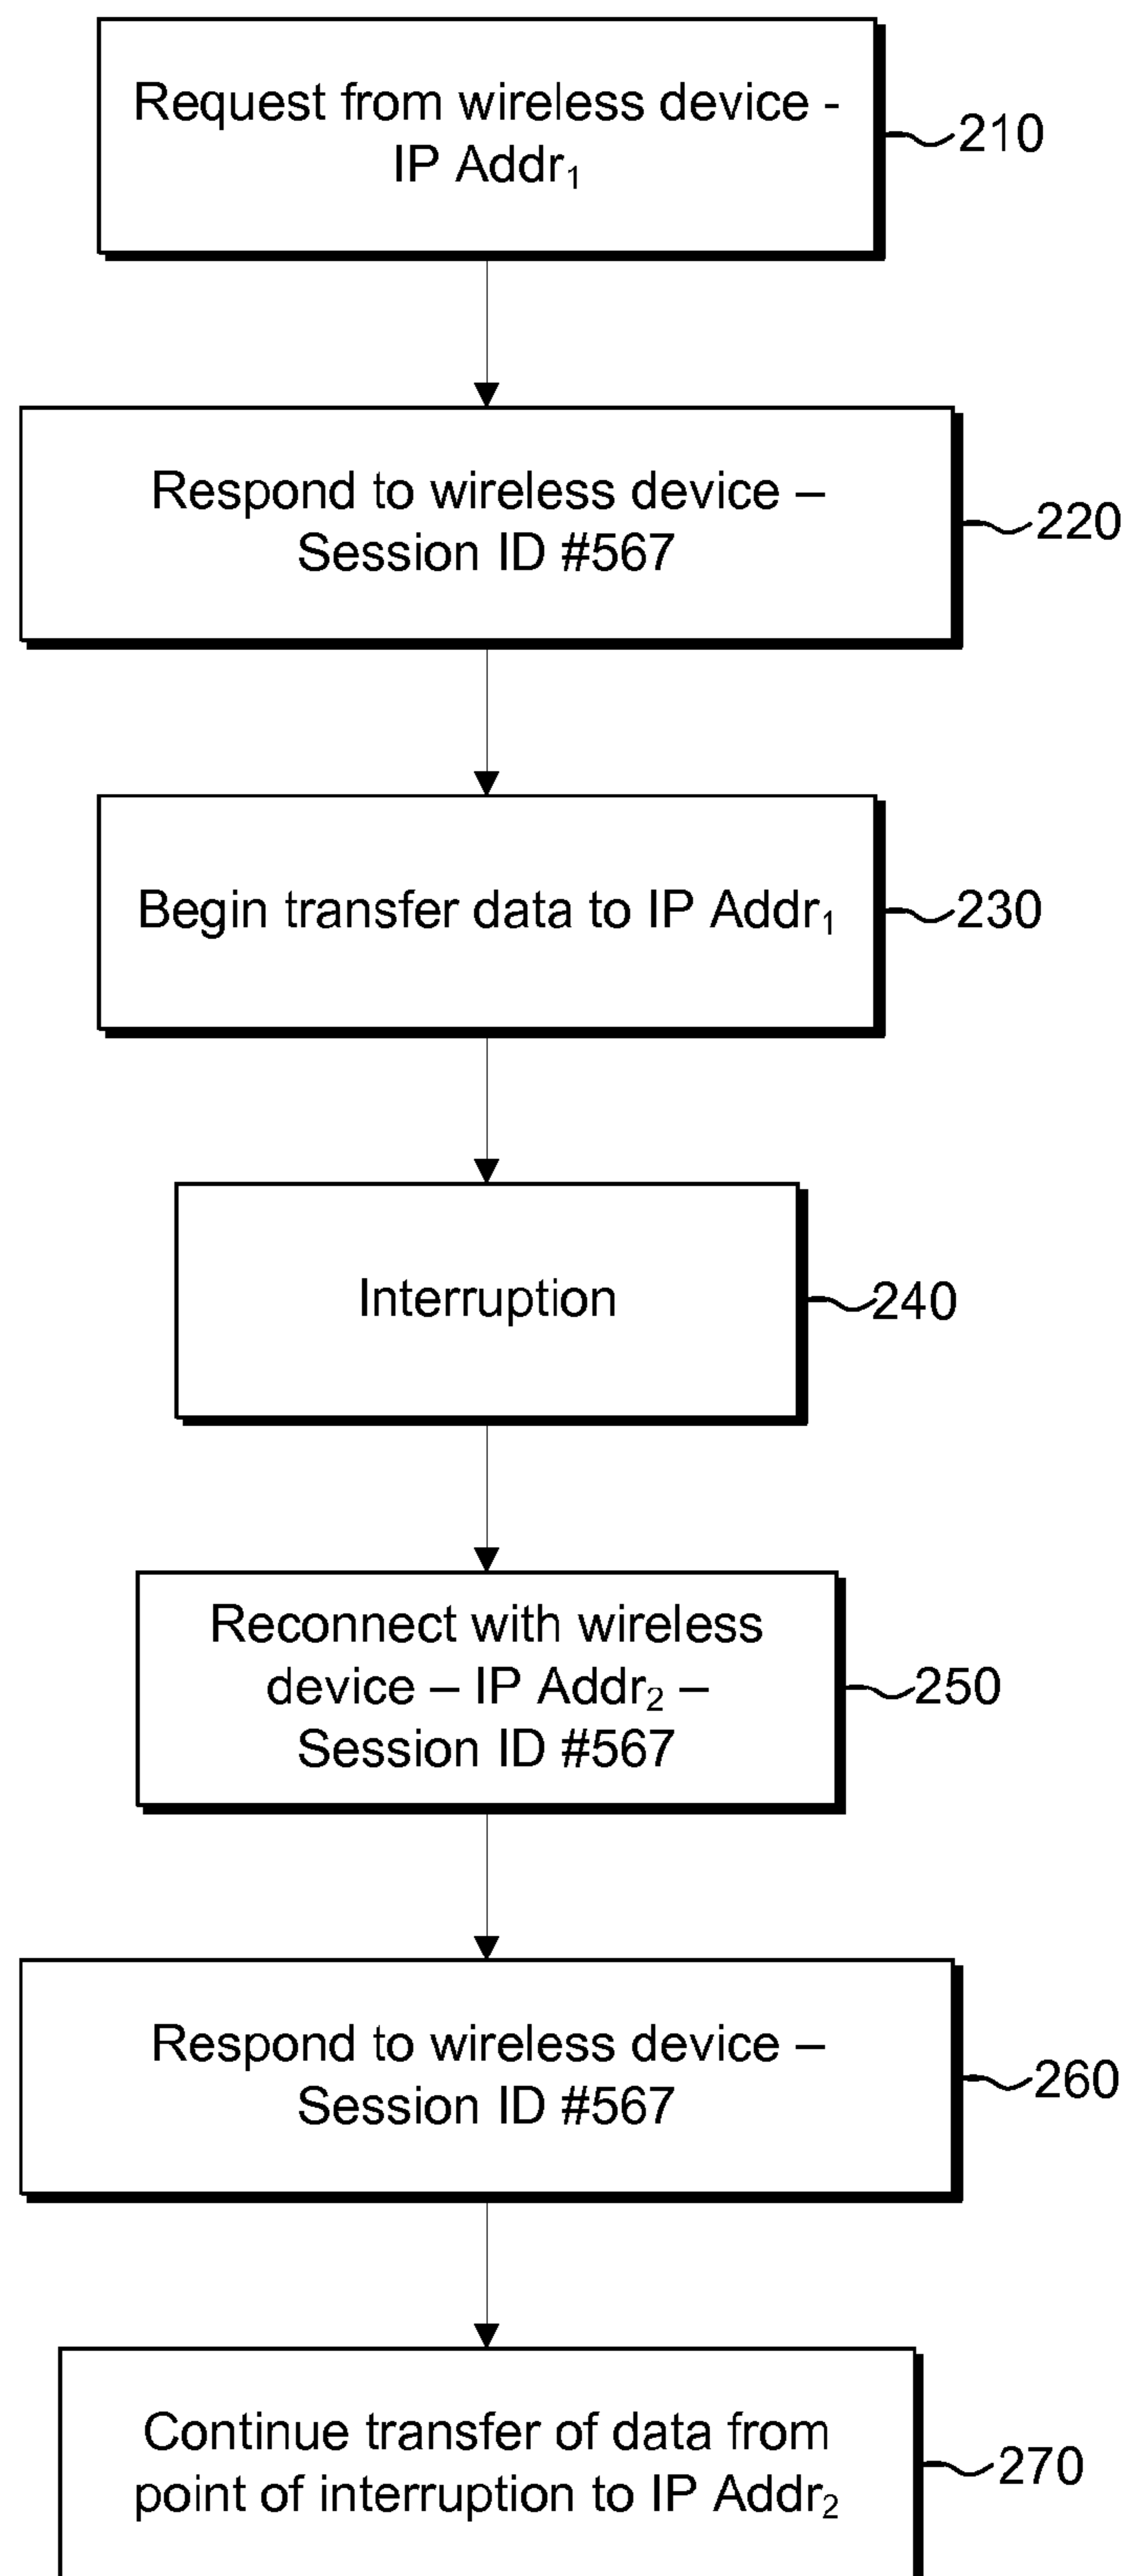 Request from wireless device -
IP Addr₁
210
Respond to wireless device –
Session ID #567
220
Begin transfer data to IP Addr₁
230
Interruption
240
Reconnect with wireless
device – IP Addr₂ –
Session ID #567
250
Respond to wireless device –
Session ID #567
260
Continue transfer of data from
point of interruption to IP Addr₂
270